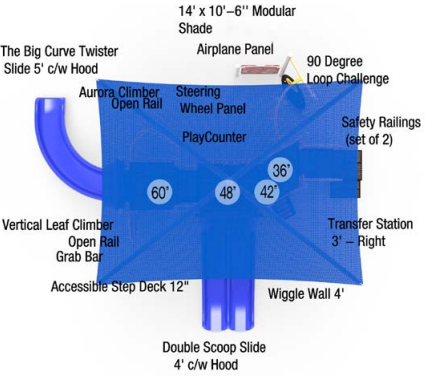 14' x 10'–6'' Modular
Shade
The Big Curve Twister
Slide 5' c/w Hood
Airplane Panel
90 Degree
Loop Challenge
Aurora Climber
Open Rail
Steering
Wheel Panel
PlayCounter
Safety Railings
(set of 2)
36"
60"
48"
42"
Vertical Leaf Climber
Open Rail
Grab Bar
Transfer Station
3' – Right
Accessible Step Deck 12"
Wiggle Wall 4'
Double Scoop Slide
4' c/w Hood